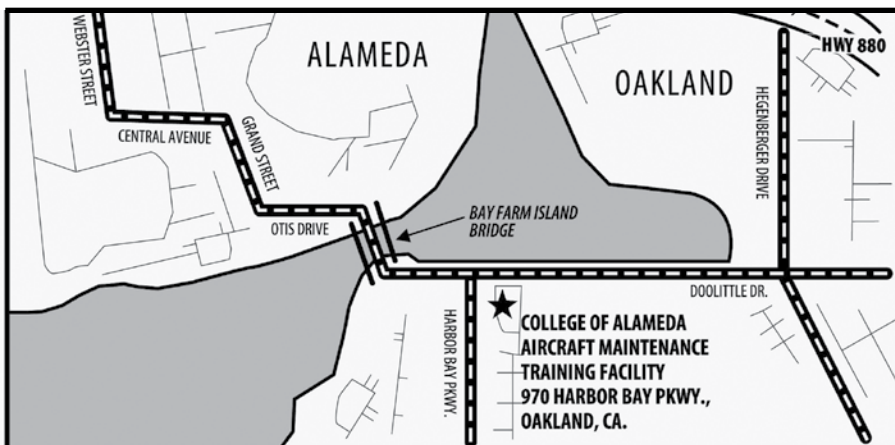 WEBSTER STREET
ALAMEDA
OAKLAND
HWY 880
CENTRAL AVENUE
GRAND STREET
HEGENBERGER DRIVE
OTIS DRIVE
BAY FARM ISLAND
BRIDGE
DOOLITTLE DR.
HARBOR BAY PKWY.
COLLEGE OF ALAMEDA
AIRCRAFT MAINTENANCE
TRAINING FACILITY
970 HARBOR BAY PKWY.,
OAKLAND, CA.